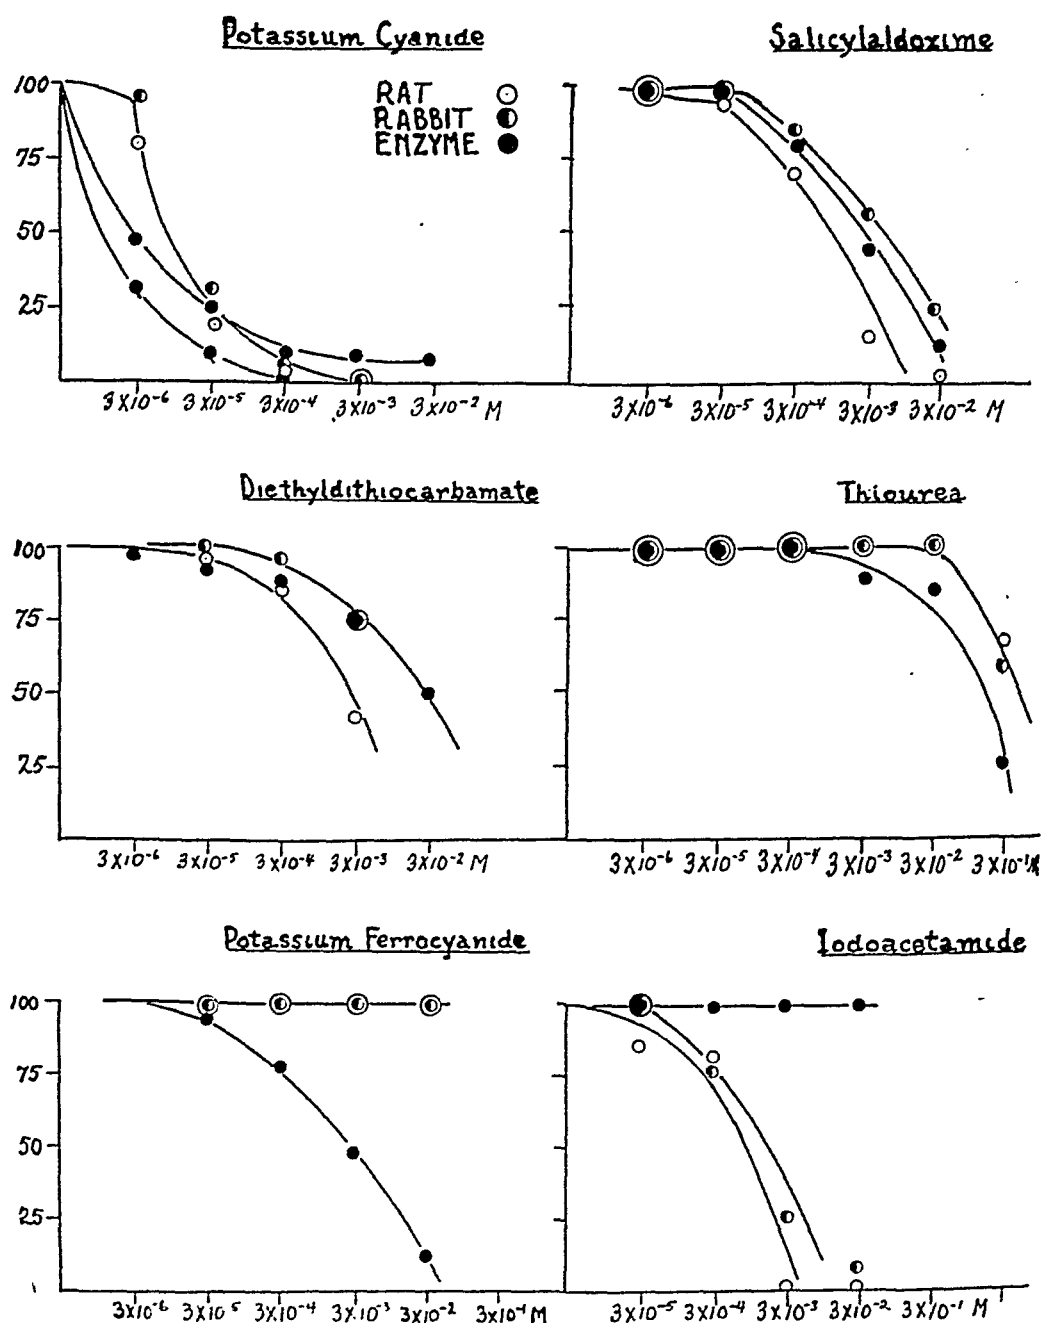 Potassium Cyanide
100
75
50
25
RAT
RABBIT
ENZYME
3X10-6 3X10-5 3X10-4 3X10-3 3X10-2 M
Salicylaldoxime
3X10-6 3X10-5 3X10-4 3X10-3 3X10-2 M
Diethyldithiocarbamate
100
75
50
25
3X10-6 3X10-5 3X10-4 3X10-3 3X10-2 M
Thiourea
3X10-6 3X10-5 3X10-4 3X10-3 3X10-2 3X10-1M
Potassium Ferrocyanide
100
75
50
25
3X10-6 3X10-5 3X10-4 3X10-3 3X10-2 3X10-1 M
Iodoacetamide
3X10-5 3X10-4 3X10-3 3X10-2 3X10-1 M